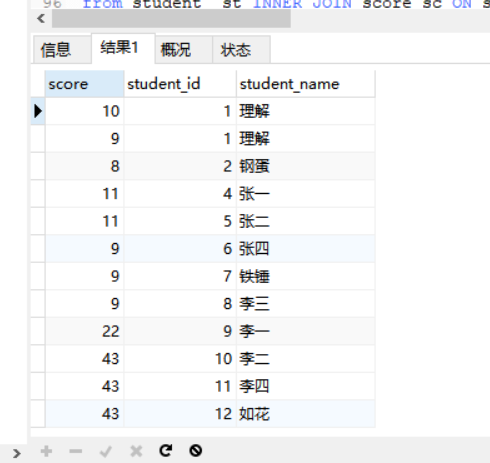 96 from student st INNER JOIN score sc ON s
信息 结果1 概况 状态
score student_id student_name
10 1 理解
9 1 理解
8 2 钢蛋
11 4 张一
11 5 张二
9 6 张四
9 7 铁锤
9 8 李三
22 9 李一
43 10 李二
43 11 李四
43 12 如花